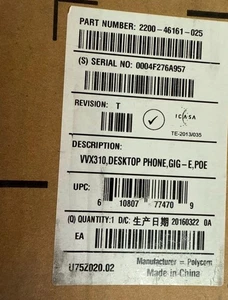 PART NUMBER: 2200-46161-025
(S) SERIAL NUMBER: 0004F276A957
REVISION: T
ICASA
TE-2013/035
DESCRIPTION:
VVX310,DESKTOP PHONE,GIG-E,POE
UPC:
6 10807 77470 9
(Q) QUANTITY:1 D/C: 生产日期 20160322 0A
EA
Manufacturer = Polycom
U75Z020.02
Made in China